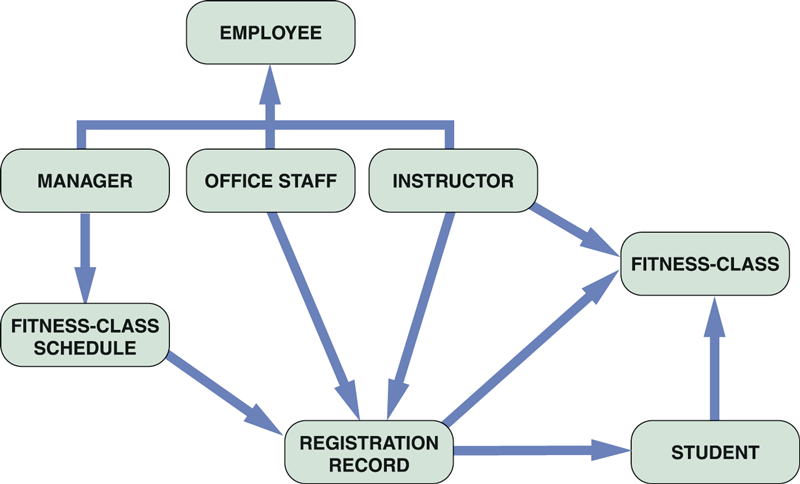 EMPLOYEE
MANAGER
OFFICE STAFF
INSTRUCTOR
FITNESS-CLASS
FITNESS-CLASS
SCHEDULE
REGISTRATION
RECORD
STUDENT